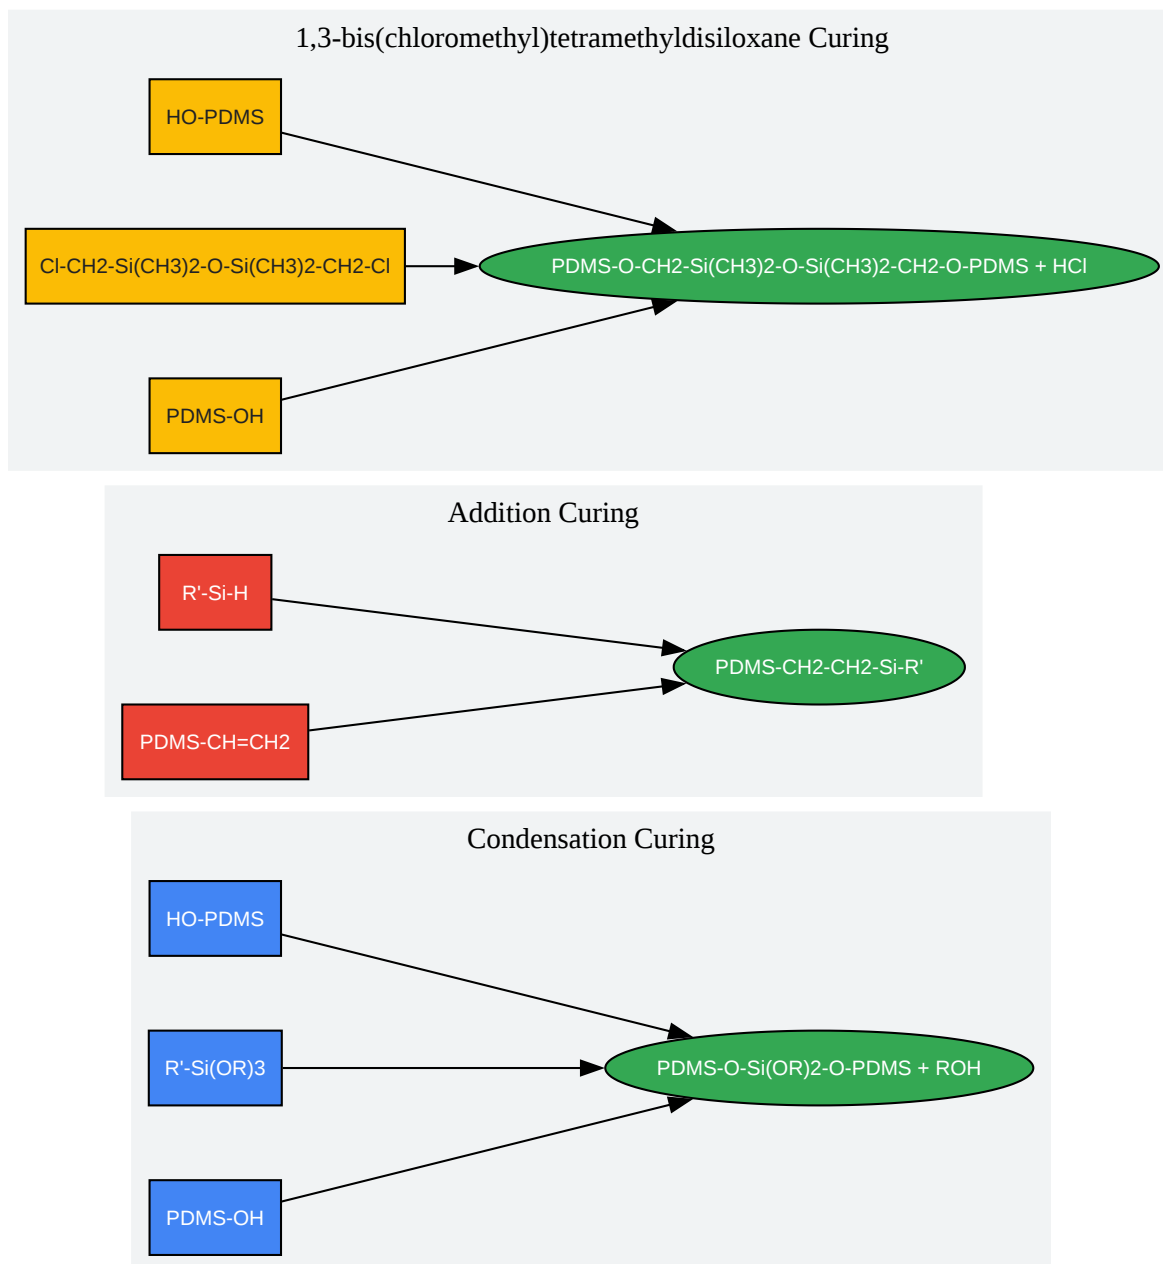 1,3-bis(chloromethyl)tetramethyldisiloxane Curing
HO-PDMS
Cl-CH2-Si(CH3)2-O-Si(CH3)2-CH2-Cl
PDMS-O-CH2-Si(CH3)2-O-Si(CH3)2-CH2-O-PDMS + HCl
PDMS-OH
Addition Curing
R'-Si-H
PDMS-CH2-CH2-Si-R'
PDMS-CH=CH2
Condensation Curing
HO-PDMS
R'-Si(OR)3
PDMS-O-Si(OR)2-O-PDMS + ROH
PDMS-OH